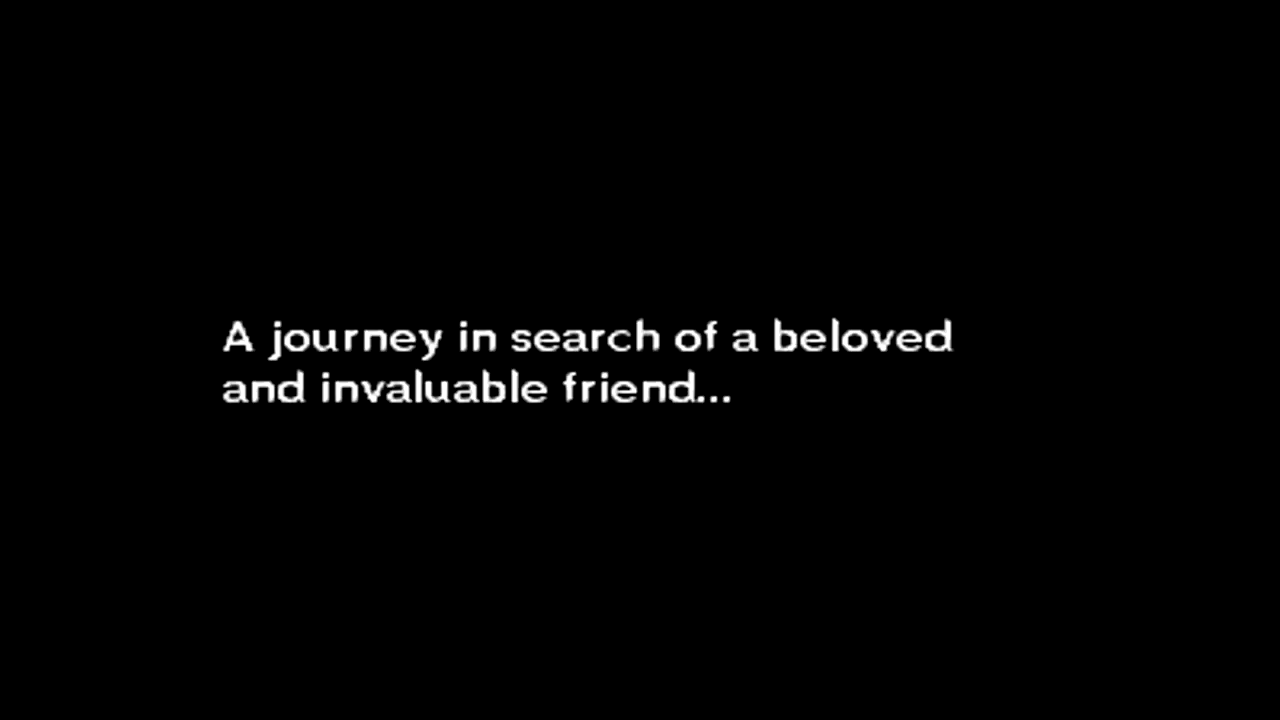 A journey in search of a beloved
and invaluable friend...